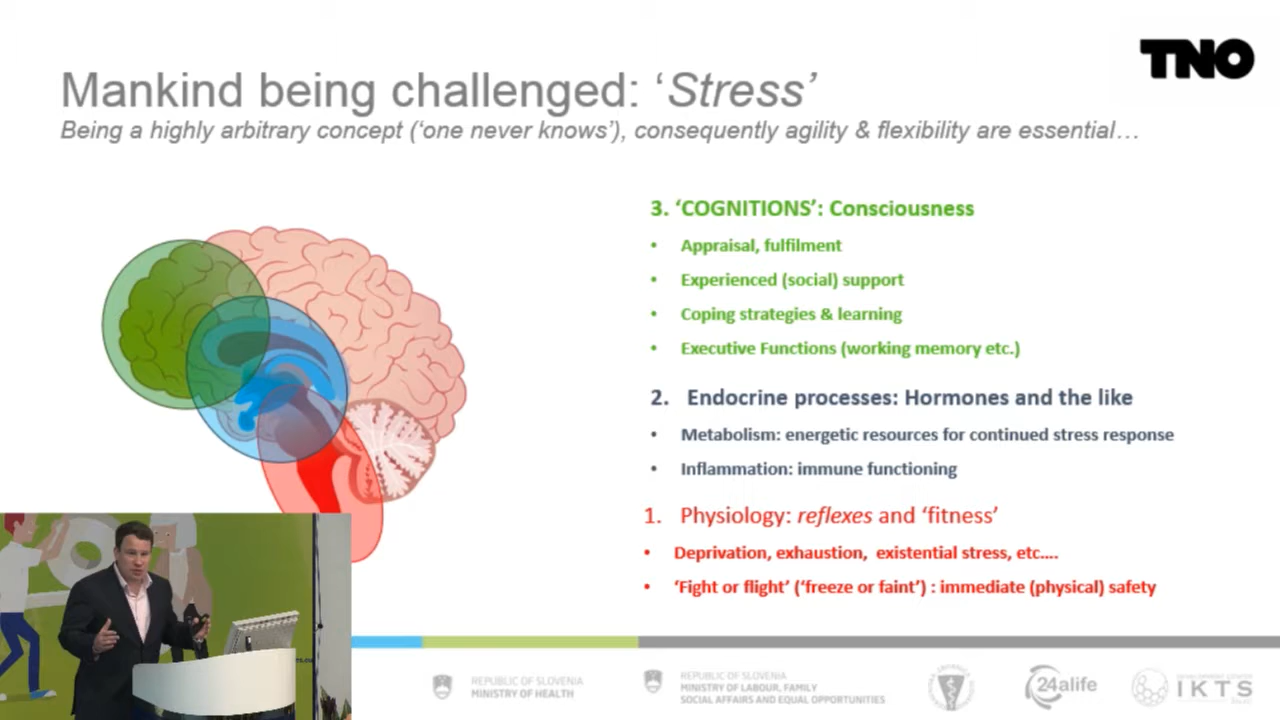 TNO
Mankind being challenged: ‘Stress’
Being a highly arbitrary concept (‘one never knows’), consequently agility & flexibility are essential…
3. ‘COGNITIONS’: Consciousness
• Appraisal, fulfilment
• Experienced (social) support
• Coping strategies & learning
• Executive Functions (working memory etc.)
2. Endocrine processes: Hormones and the like
• Metabolism: energetic resources for continued stress response
• Inflammation: immune functioning
1. Physiology: reflexes and ‘fitness’
• Deprivation, exhaustion, existential stress, etc….
• ‘Fight or flight’ (‘freeze or faint’) : immediate (physical) safety
REPUBLIC OF SLOVENIA
MINISTRY OF HEALTH
REPUBLIC OF SLOVENIA
MINISTRY OF LABOUR, FAMILY
SOCIAL AFFAIRS AND EQUAL OPPORTUNITIES
24alife
IKTS